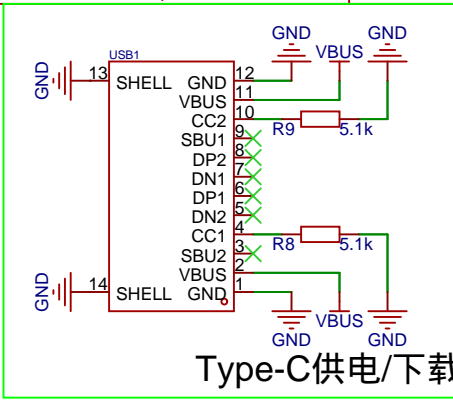 GND GND
USB1 VBUS
GND 13 SHELL GND 12
VBUS 11
CC2 10
R9 5.1k
SBU1 9
DP2 8
DN1 7
DP1 6
DN2 5
CC1 4
R8 5.1k
SBU2 3
VBUS 2
GND 14 SHELL GND 1
VBUS
GND GND
Type-C供电/下载